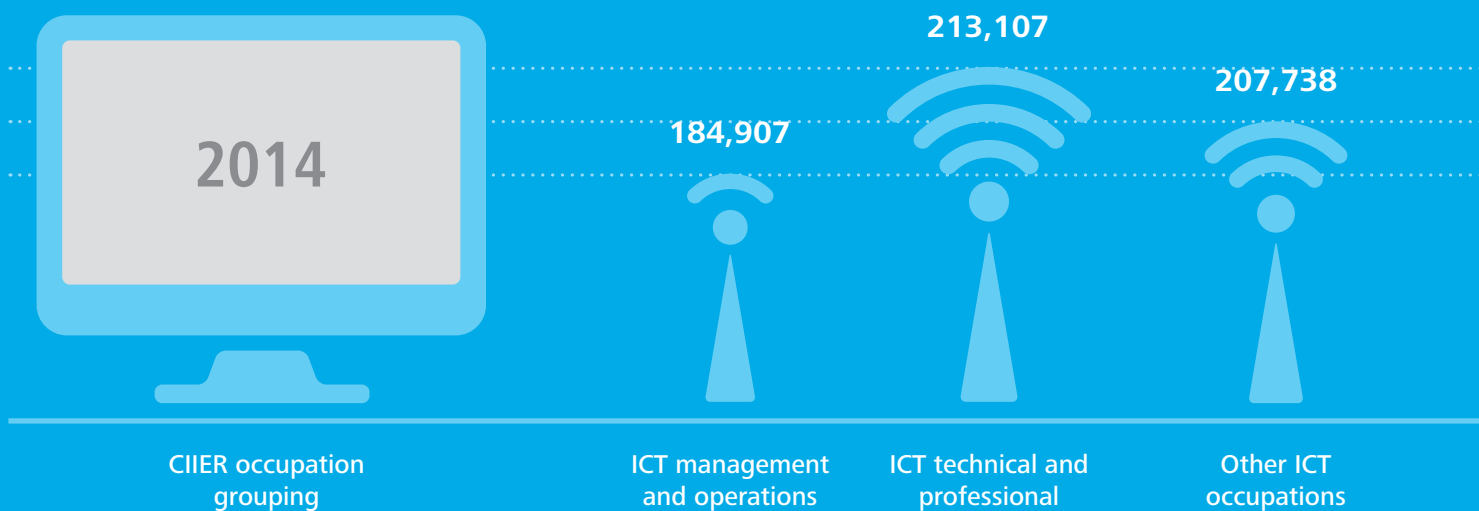 2014
184,907
213,107
207,738
CIIER occupation
grouping
ICT management
and operations
ICT technical and
professional
Other ICT
occupations